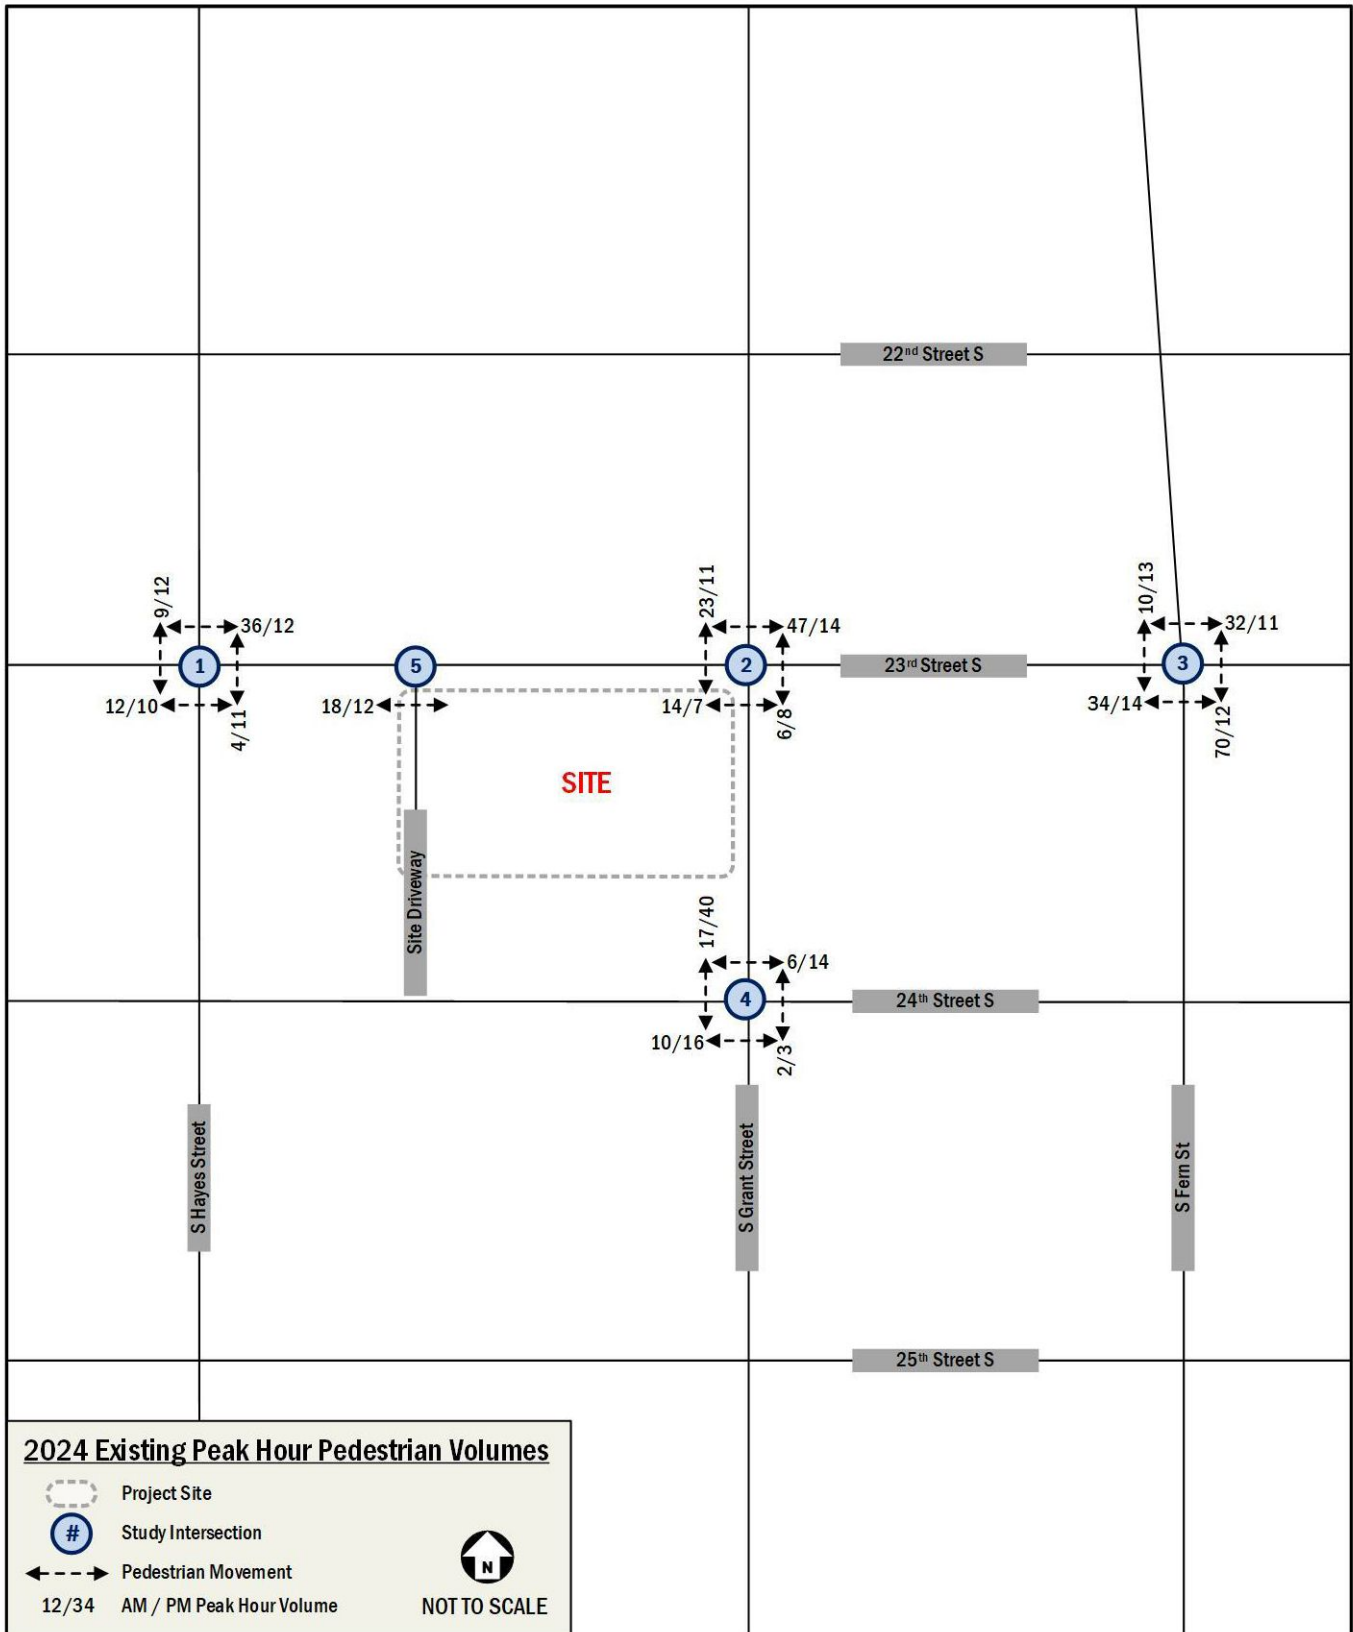 22nd Street S
9/12
36/12
23/11
47/14
10/13
32/11
1
5
2
23rd Street S
3
12/10
4/11
18/12
14/7
6/8
34/14
70/12
SITE
Site Driveway
17/40
6/14
4
24th Street S
10/16
2/3
S Hayes Street
S Grant Street
S Fern St
25th Street S
2024 Existing Peak Hour Pedestrian Volumes
Project Site
# Study Intersection
Pedestrian Movement
12/34 AM / PM Peak Hour Volume
N
NOT TO SCALE